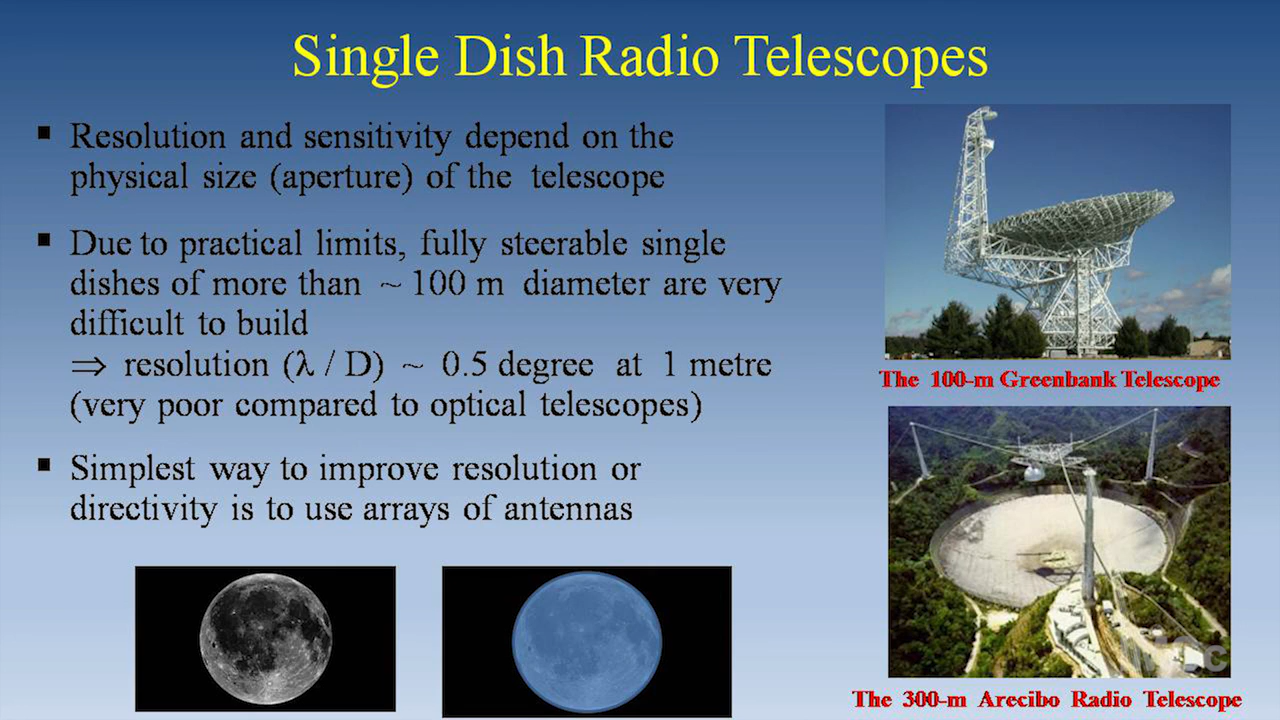 Single Dish Radio Telescopes
▪ Resolution and sensitivity depend on the
physical size (aperture) of the telescope
▪ Due to practical limits, fully steerable single
dishes of more than ~ 100 m diameter are very
difficult to build
⇒ resolution (λ / D) ~ 0.5 degree at 1 metre
(very poor compared to optical telescopes)
▪ Simplest way to improve resolution or
directivity is to use arrays of antennas
The 100-m Greenbank Telescope
The 300-m Arecibo Radio Telescope